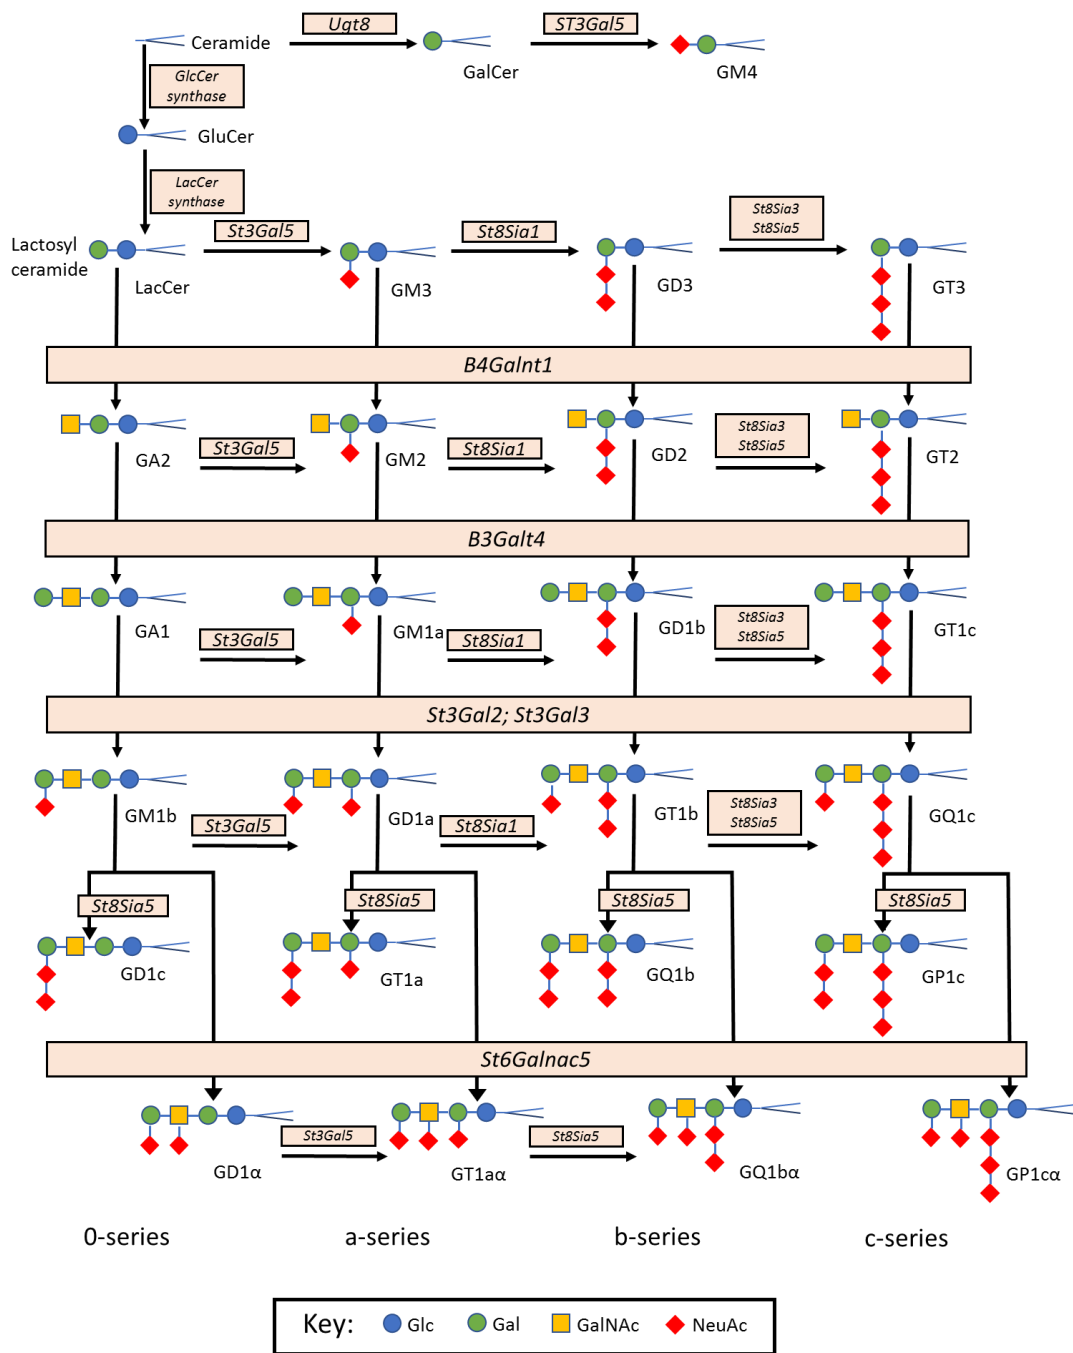 Ugt8
ST3Gal5
Ceramide
GalCer
GM4
GlcCer
synthase
GluCer
LacCer
synthase
St3Gal5
St8Sia1
St8Sia3
St8Sia5
Lactosyl
ceramide
LacCer
GM3
GD3
GT3
B4Galnt1
GA2
St3Gal5
GM2
St8Sia1
GD2
St8Sia3
St8Sia5
GT2
B3Galt4
GA1
St3Gal5
GM1a
St8Sia1
GD1b
St8Sia3
St8Sia5
GT1c
St3Gal2; St3Gal3
GM1b
St3Gal5
GD1a
St8Sia1
GT1b
St8Sia3
St8Sia5
GQ1c
St8Sia5
St8Sia5
St8Sia5
St8Sia5
GD1c
GT1a
GQ1b
GP1c
St6Galnac5
GD1α
St3Gal5
GT1aα
St8Sia5
GQ1bα
GP1cα
0-series
a-series
b-series
c-series
Key:
Glc
Gal
GalNAc
NeuAc